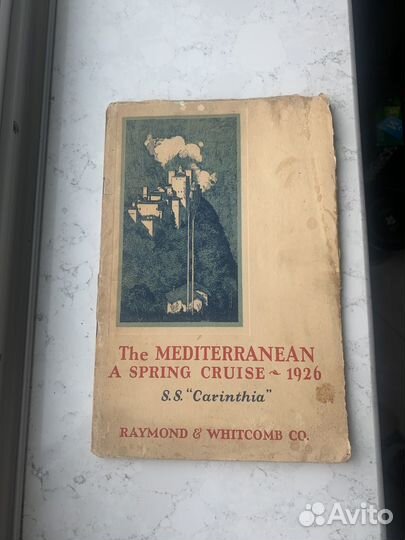 The MEDITERRANEAN
A SPRING CRUISE ~ 1926
S.S. "Carinthia"
RAYMOND & WHITCOMB CO.
Avito